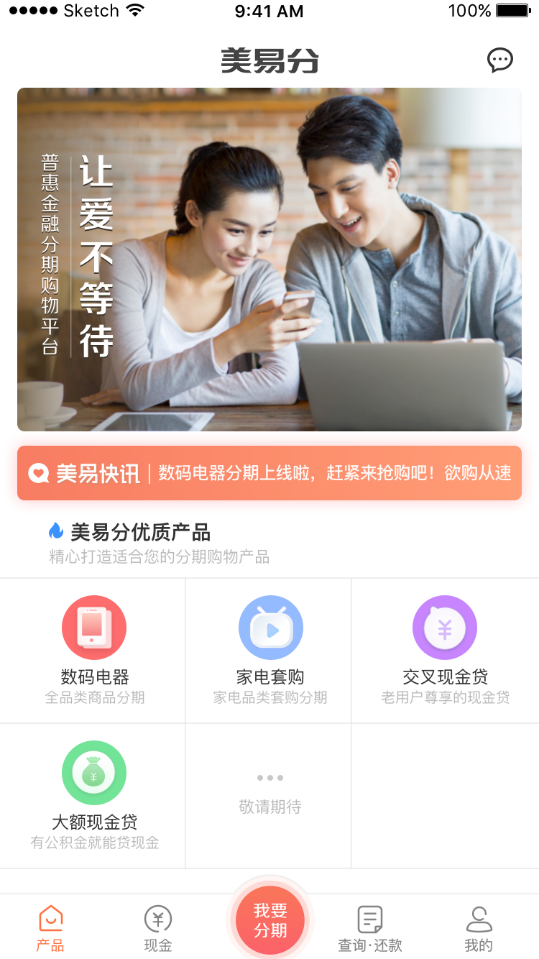 Sketch
9:41 AM
100%
美易分
让爱不等待
普惠金融分期购物平台
美易快讯
数码电器分期上线啦，赶紧来抢购吧！欲购从速
美易分优质产品
精心打造适合您的分期购物产品
数码电器
全品类商品分期
家电套购
家电品类套购分期
交叉现金贷
老用户尊享的现金贷
大额现金贷
有公积金就能贷现金
敬请期待
产品
现金
我要
分期
查询·还款
我的